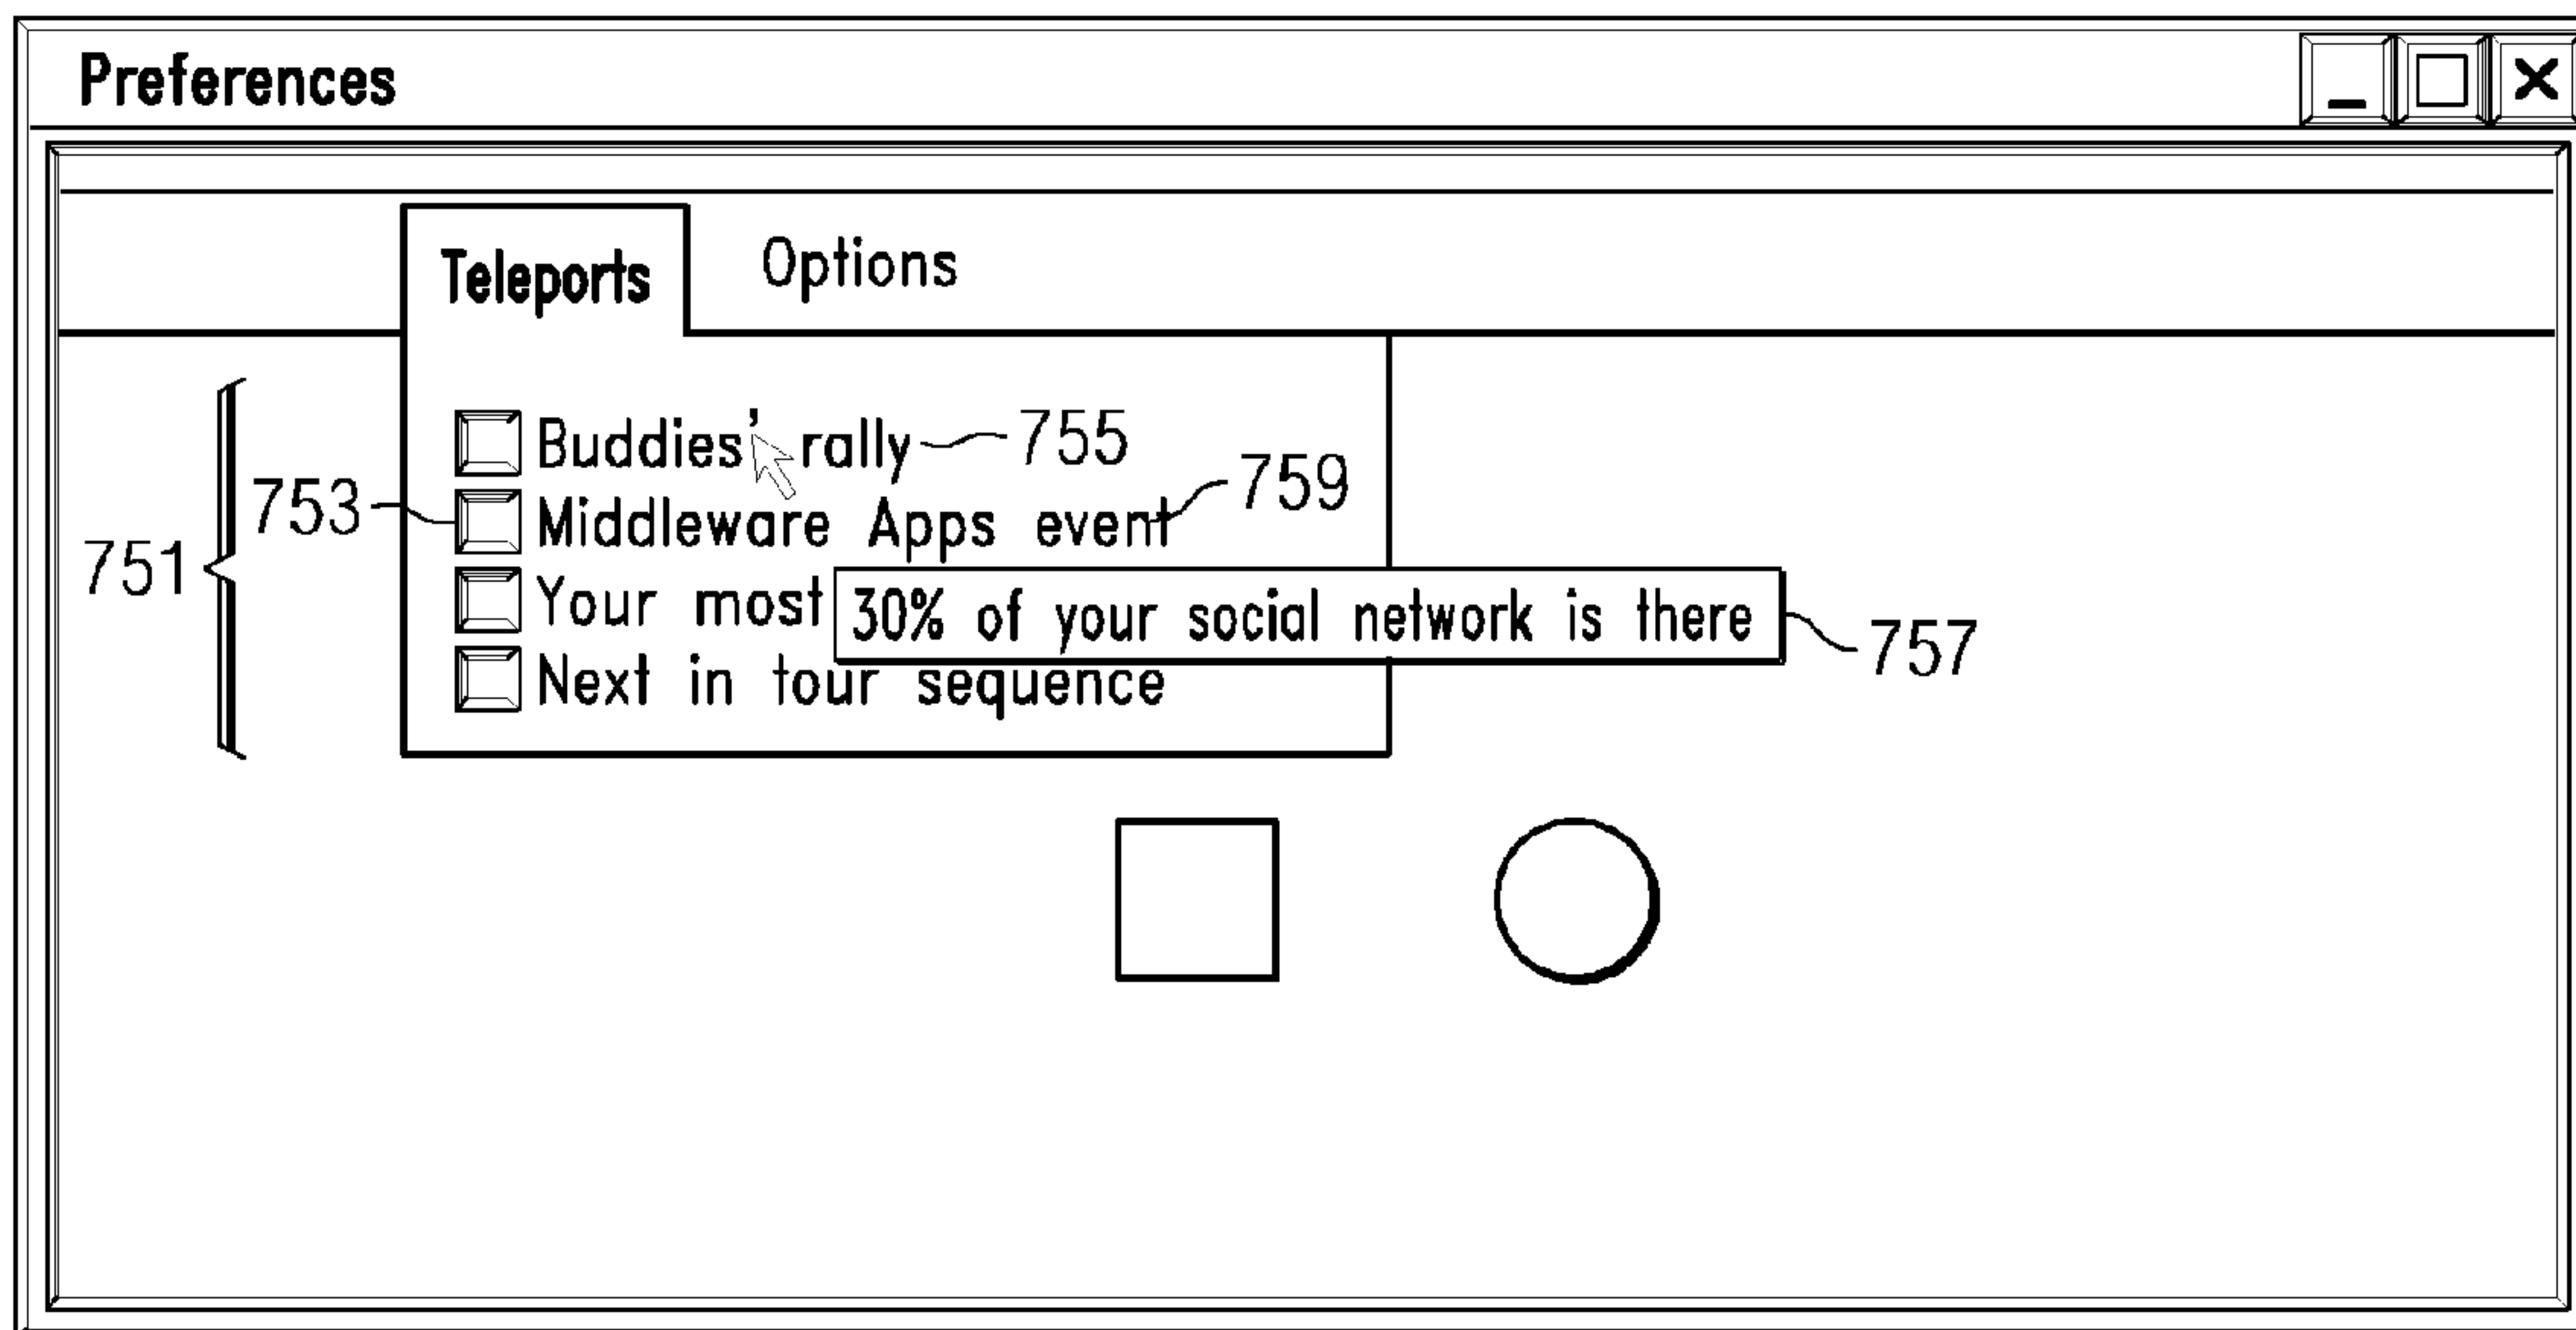 Preferences
Teleports Options
Buddies' rally 755
753 Middleware Apps event 759
751
Your most 30% of your social network is there 757
Next in tour sequence